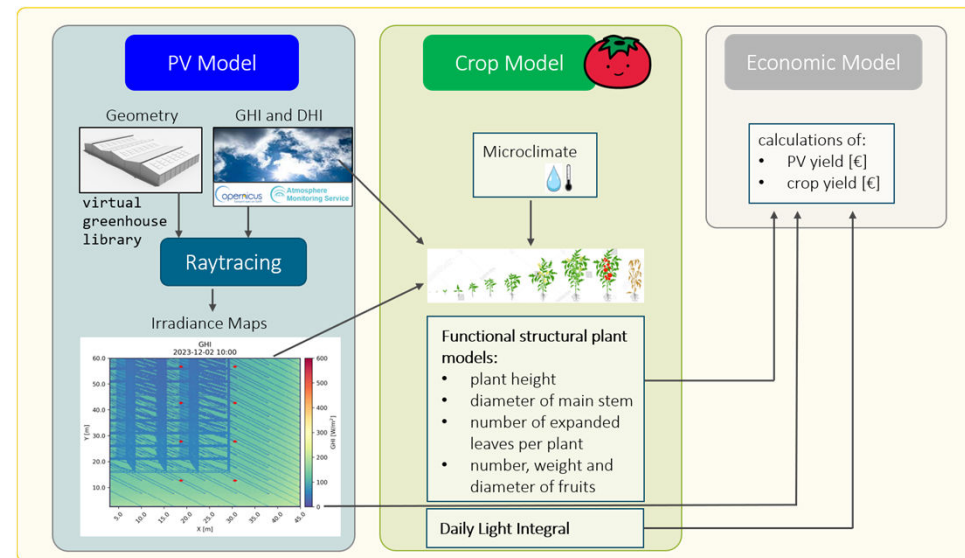 PV Model
Geometry
GHI and DHI
opernicus
Atmosphere
Monitoring Service
virtual
greenhouse
library
Raytracing
Irradiance Maps
GHI
2023-12-02 10:00
60.0
50.0
40.0
30.0
20.0
10.0
Y [m]
5.0 10.0 15.0 20.0 25.0 30.0 35.0 40.0 45.0
X [m]
600
500
400
300
200
100
0
GHI [W/m²]
Crop Model
Microclimate
Functional structural plant
models:
• plant height
• diameter of main stem
• number of expanded
leaves per plant
• number, weight and
diameter of fruits
Daily Light Integral
Economic Model
calculations of:
• PV yield [€]
• crop yield [€]